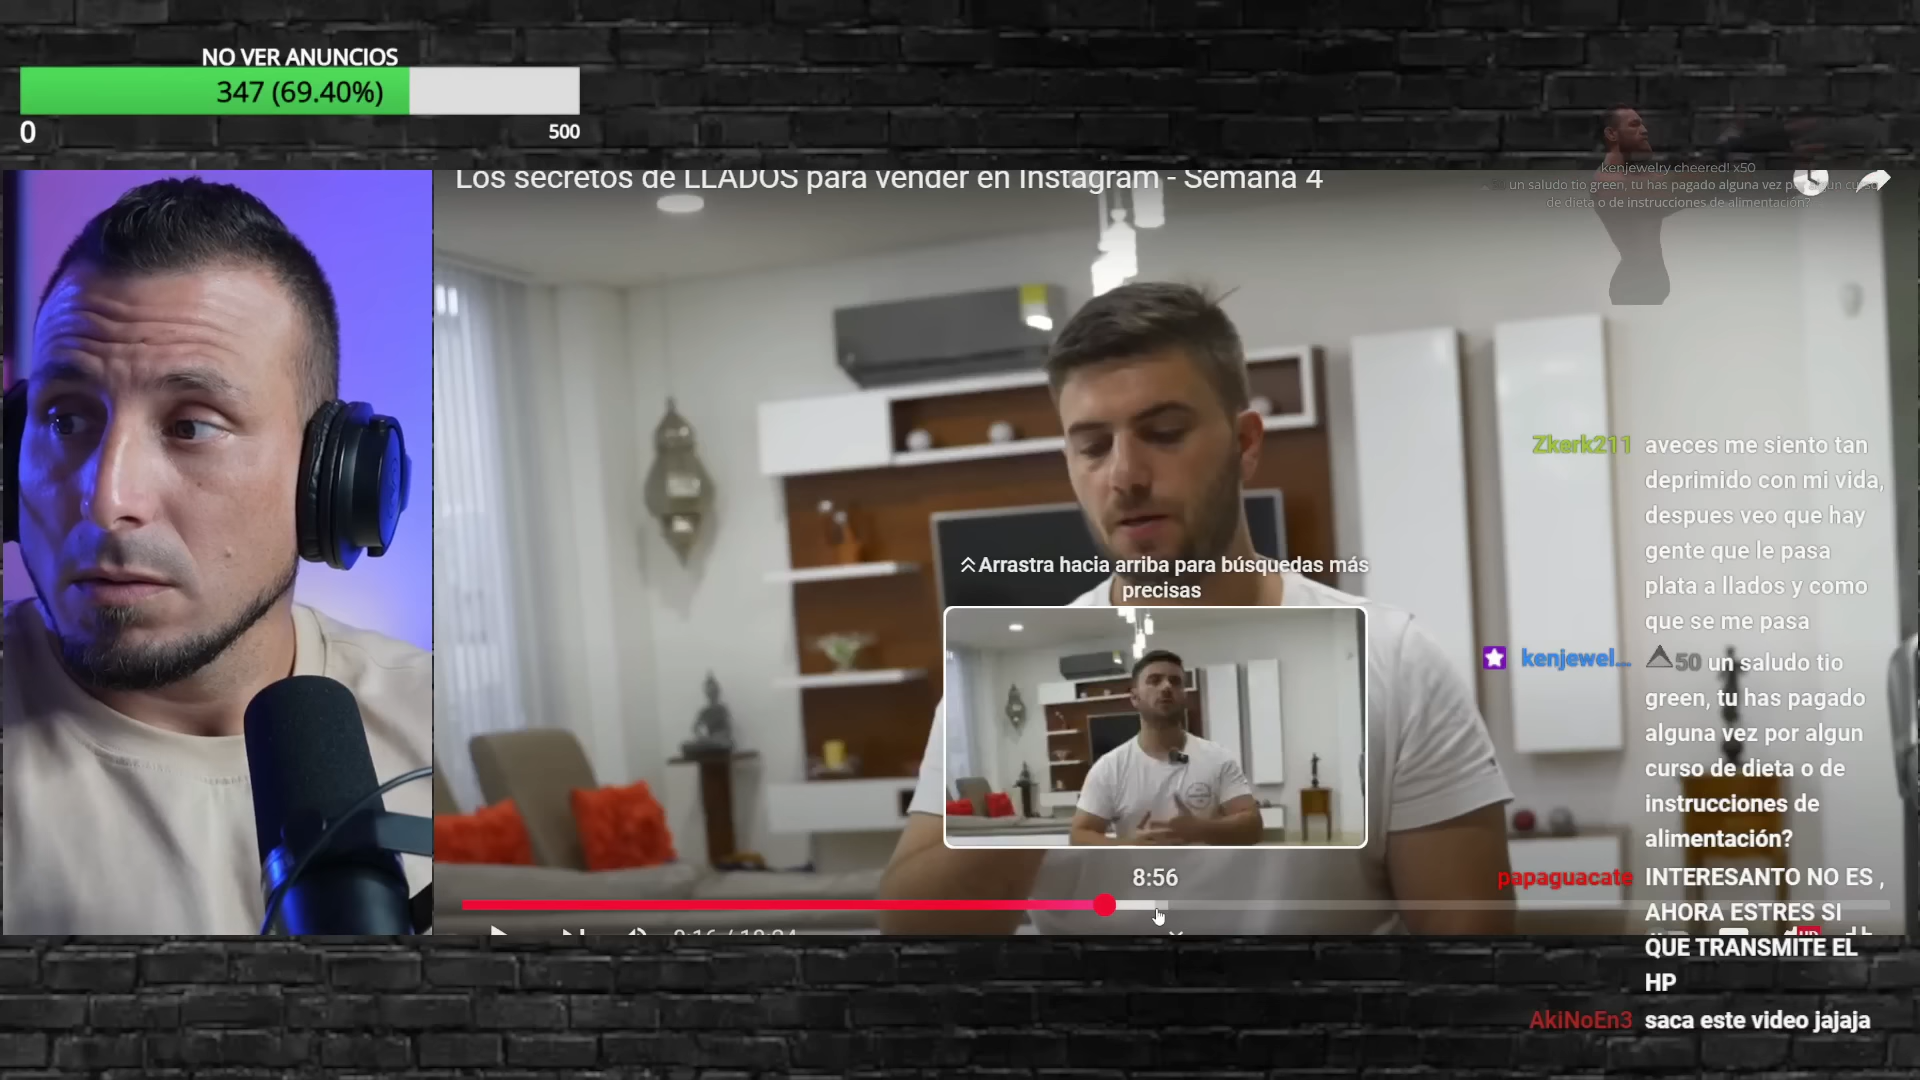 NO VER ANUNCIOS
347 (69.40%)
0
500
Los secretos de LLADOS para vender en Instagram - Semana 4
kenjewelry cheered! x50
un saludo tio green, tu has pagado alguna vez por algun curso
de dieta o de instrucciones de alimentación?
Arrastra hacia arriba para búsquedas más
precisas
8:56
Zkerk211 aveces me siento tan
deprimido con mi vida,
despues veo que hay
gente que le pasa
plata a llados y como
que se me pasa
kenjewel... 50 un saludo tio
green, tu has pagado
alguna vez por algun
curso de dieta o de
instrucciones de
alimentación?
papaguacate INTERESANTO NO ES ,
AHORA ESTRES SI
QUE TRANSMITE EL
HP
AkiNoEn3 saca este video jajaja